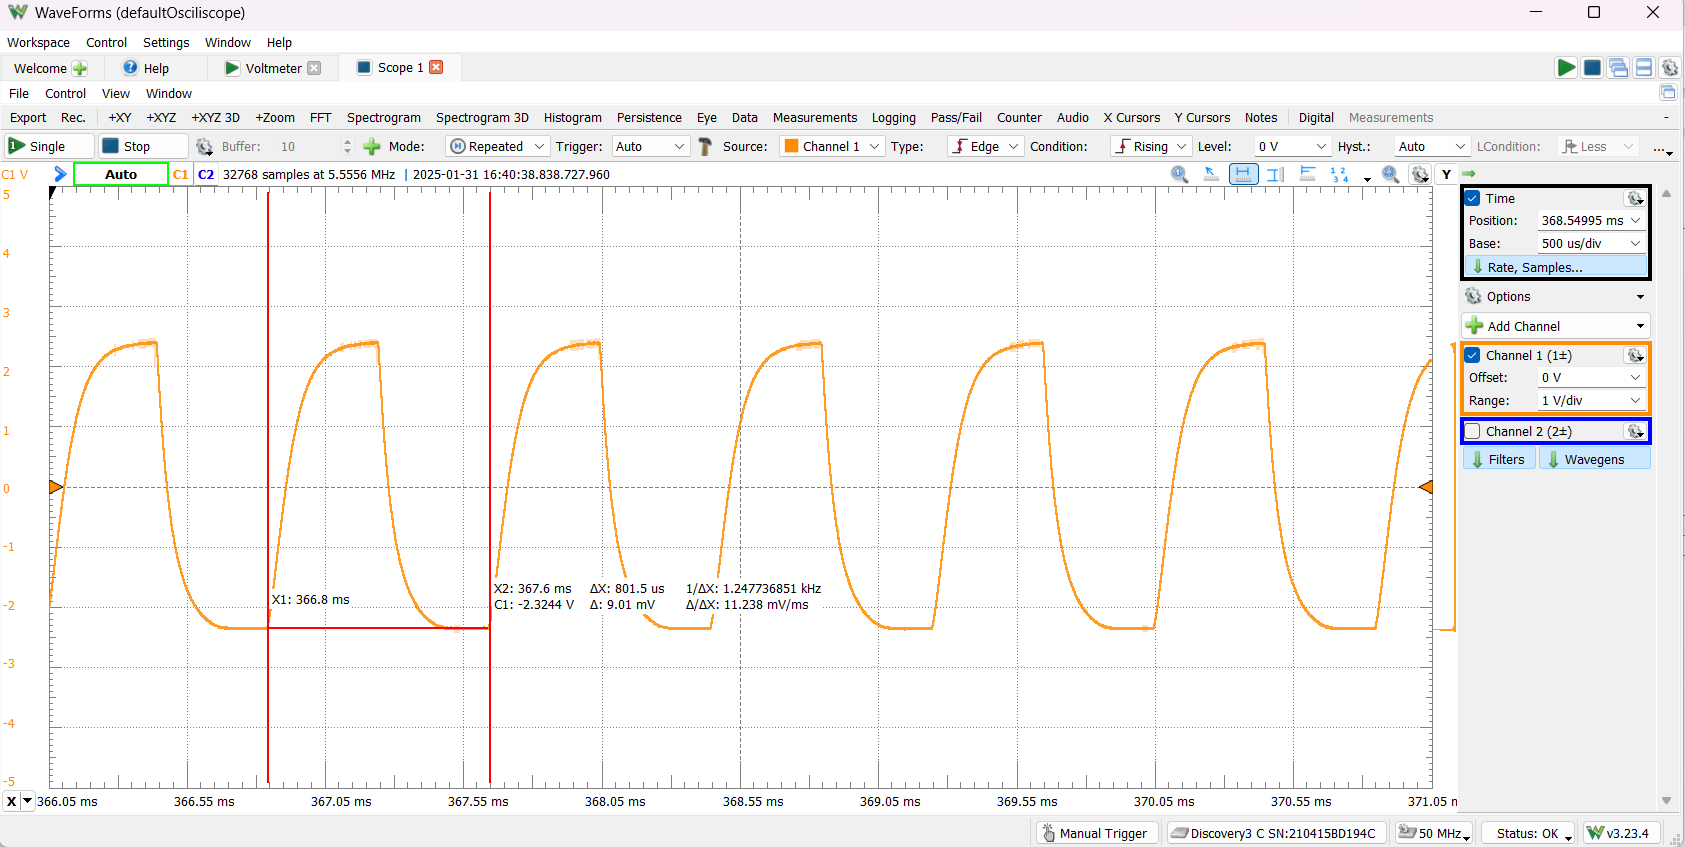 WaveForms (defaultOsciliscope)
Workspace Control Settings Window Help
Welcome Help Voltmeter Scope 1
File Control View Window
Export Rec. +XY +XYZ +XYZ 3D +Zoom FFT Spectrogram Spectrogram 3D Histogram Persistence Eye Data Measurements Logging Pass/Fail Counter Audio X Cursors Y Cursors Notes Digital Measurements -
Single Stop Buffer: 10 Mode: Repeated Trigger: Auto Source: Channel 1 Type: Edge Condition: Rising Level: 0 V Hyst.: Auto LCondition: Less ...
C1 V Auto C1 C2 32768 samples at 5.5556 MHz | 2025-01-31 16:40:38.838.727.960 Y
5
4
3
2
1
0
-1
-2
-3
-4
-5
X1: 366.8 ms
X2: 367.6 ms ΔX: 801.5 us 1/ΔX: 1.247736851 kHz
C1: -2.3244 V Δ: 9.01 mV Δ/ΔX: 11.238 mV/ms
X 366.05 ms 366.55 ms 367.05 ms 367.55 ms 368.05 ms 368.55 ms 369.05 ms 369.55 ms 370.05 ms 370.55 ms 371.05 m
Time
Position: 368.54995 ms
Base: 500 us/div
Rate, Samples...
Options
Add Channel
Channel 1 (1±)
Offset: 0 V
Range: 1 V/div
Channel 2 (2±)
Filters Wavegens
Manual Trigger Discovery3 C SN:210415BD194C 50 MHz Status: OK v3.23.4